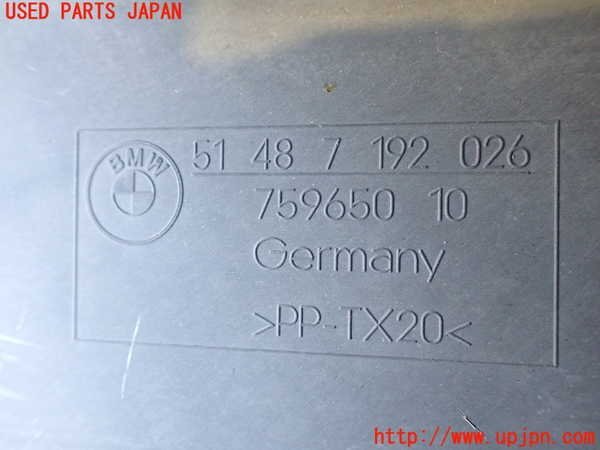 USED PARTS JAPAN
BMW
51 48 7 192 026
759650 10
Germany
>PP-TX20<
http://www.upjpn.com/